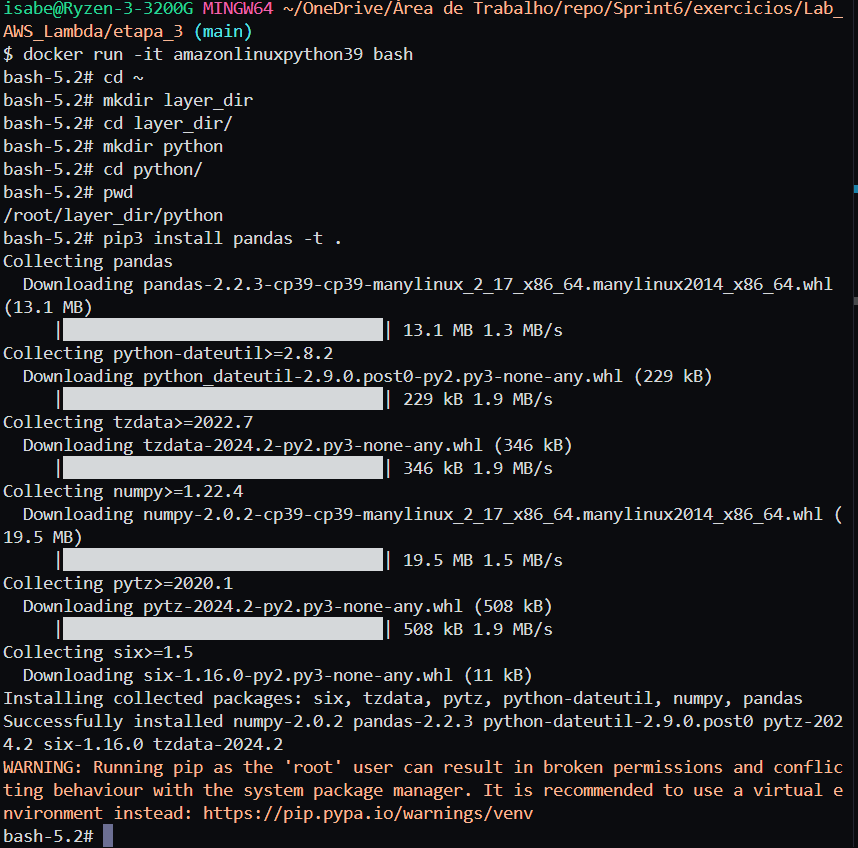 isabe@Ryzen-3-3200G MINGW64 ~/OneDrive/Área de Trabalho/repo/Sprint6/exercicios/Lab_
AWS_Lambda/etapa_3 (main)
$ docker run -it amazonlinuxpython39 bash
bash-5.2# cd ~
bash-5.2# mkdir layer_dir
bash-5.2# cd layer_dir/
bash-5.2# mkdir python
bash-5.2# cd python/
bash-5.2# pwd
/root/layer_dir/python
bash-5.2# pip3 install pandas -t .
Collecting pandas
  Downloading pandas-2.2.3-cp39-cp39-manylinux_2_17_x86_64.manylinux2014_x86_64.whl
(13.1 MB)
     |                                | 13.1 MB 1.3 MB/s
Collecting python-dateutil>=2.8.2
  Downloading python_dateutil-2.9.0.post0-py2.py3-none-any.whl (229 kB)
     |                                | 229 kB 1.9 MB/s
Collecting tzdata>=2022.7
  Downloading tzdata-2024.2-py2.py3-none-any.whl (346 kB)
     |                                | 346 kB 1.9 MB/s
Collecting numpy>=1.22.4
  Downloading numpy-2.0.2-cp39-cp39-manylinux_2_17_x86_64.manylinux2014_x86_64.whl (
19.5 MB)
     |                                | 19.5 MB 1.5 MB/s
Collecting pytz>=2020.1
  Downloading pytz-2024.2-py2.py3-none-any.whl (508 kB)
     |                                | 508 kB 1.9 MB/s
Collecting six>=1.5
  Downloading six-1.16.0-py2.py3-none-any.whl (11 kB)
Installing collected packages: six, tzdata, pytz, python-dateutil, numpy, pandas
Successfully installed numpy-2.0.2 pandas-2.2.3 python-dateutil-2.9.0.post0 pytz-202
4.2 six-1.16.0 tzdata-2024.2
WARNING: Running pip as the 'root' user can result in broken permissions and conflic
ting behaviour with the system package manager. It is recommended to use a virtual e
nvironment instead: https://pip.pypa.io/warnings/venv
bash-5.2#